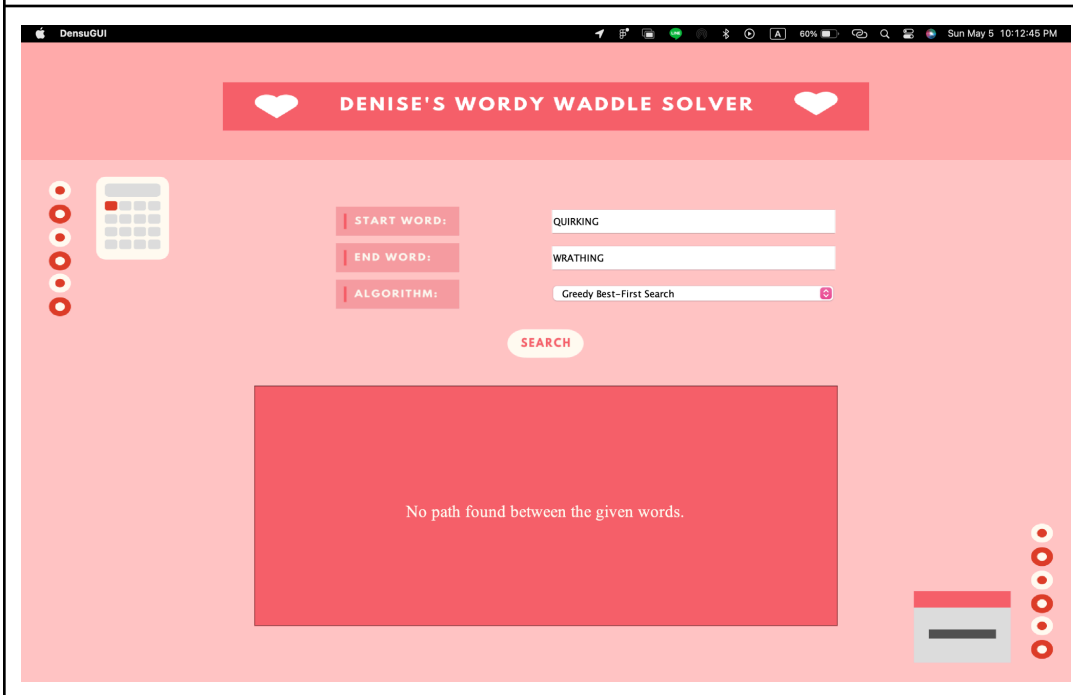 DensuGUI A 60% Sun May 5 10:12:45 PM
DENISE'S WORDY WADDLE SOLVER
START WORD: QUIRKING
END WORD: WRATHING
ALGORITHM: Greedy Best-First Search
SEARCH
No path found between the given words.